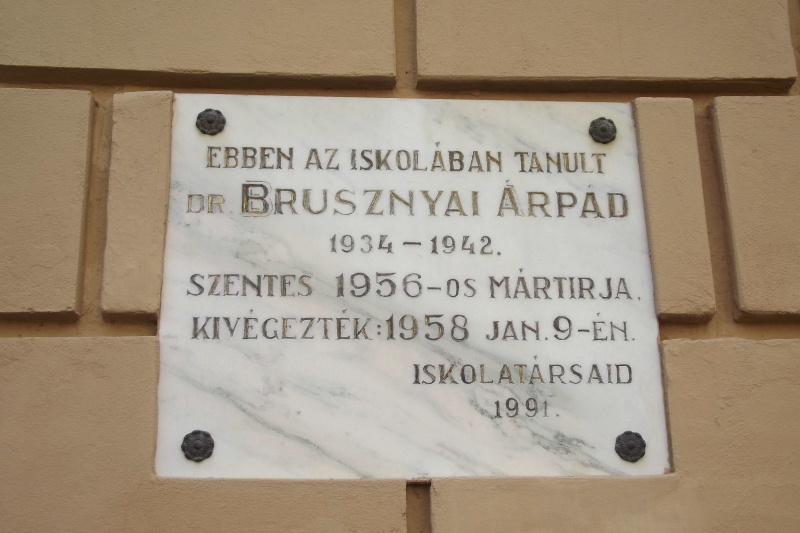 EBBEN AZ ISKOLÁBAN TANULT
DR BRUSZNYAI ÁRPÁD
1934 – 1942.
SZENTES 1956-OS MÁRTIRJA.
KIVÉGEZTÉK: 1958 JAN. 9-ÉN.
ISKOLATÁRSAID
1991.